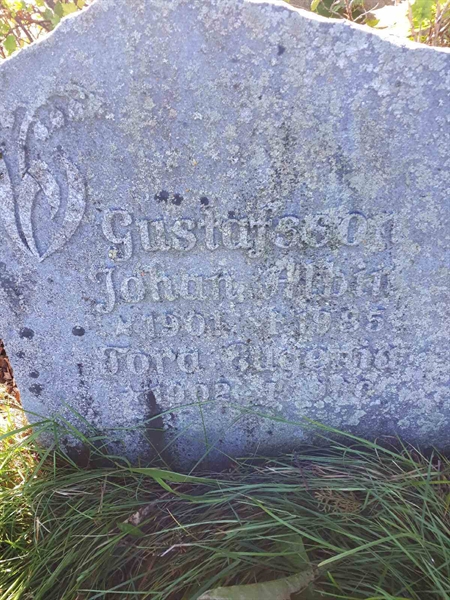 Gustafsson
Johan Albin
* 1901 † 1985
Tora Eugenia
* 1902 †